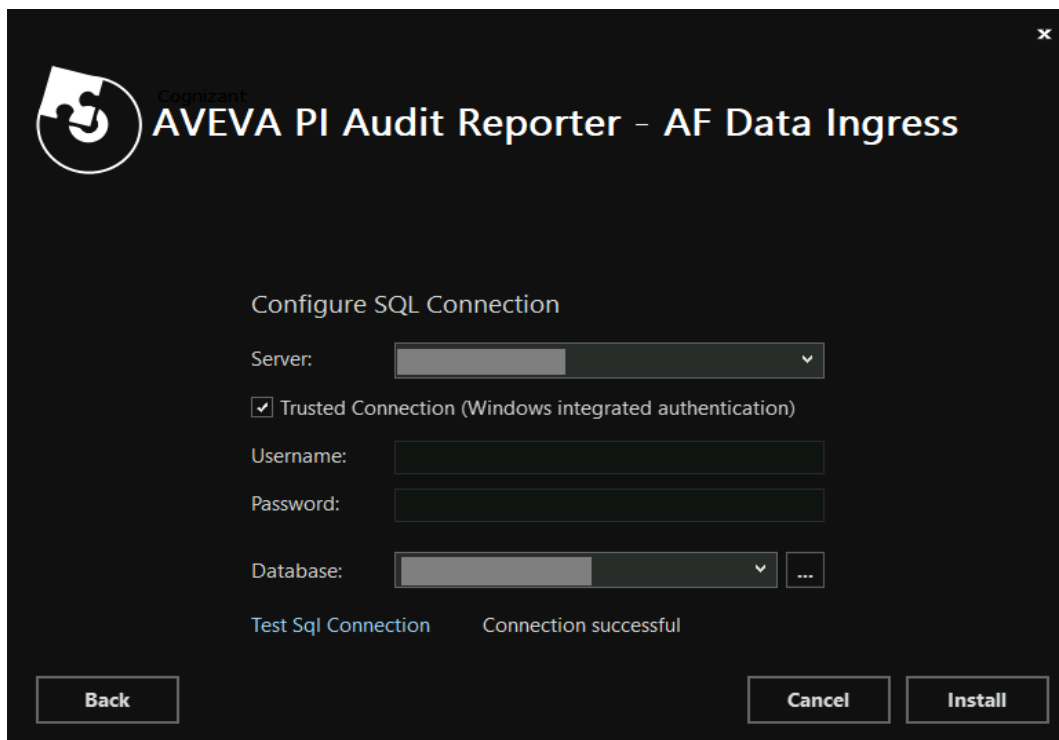 x
Cognizant
AVEVA PI Audit Reporter - AF Data Ingress
Configure SQL Connection
Server:
Trusted Connection (Windows integrated authentication)
Username:
Password:
Database:
...
Test Sql Connection Connection successful
Back Cancel Install